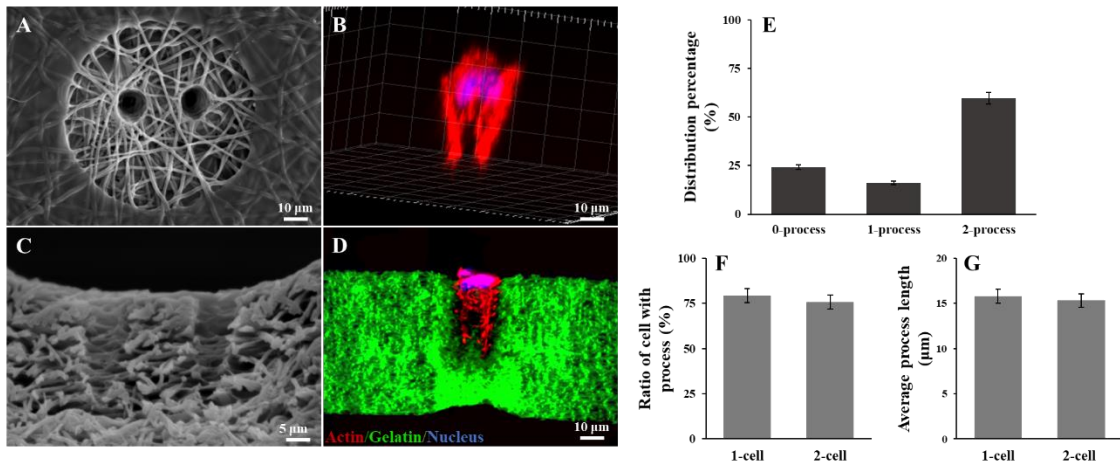 A
10 μm
B
10 μm
C
5 μm
D
Actin/Gelatin/Nucleus
10 μm
E
Distribution percentage
(%)
100
75
50
25
0
0-process
1-process
2-process
F
Ratio of cell with
process (%)
100
75
50
25
0
1-cell
2-cell
G
Average process length
(μm)
20
15
10
5
0
1-cell
2-cell